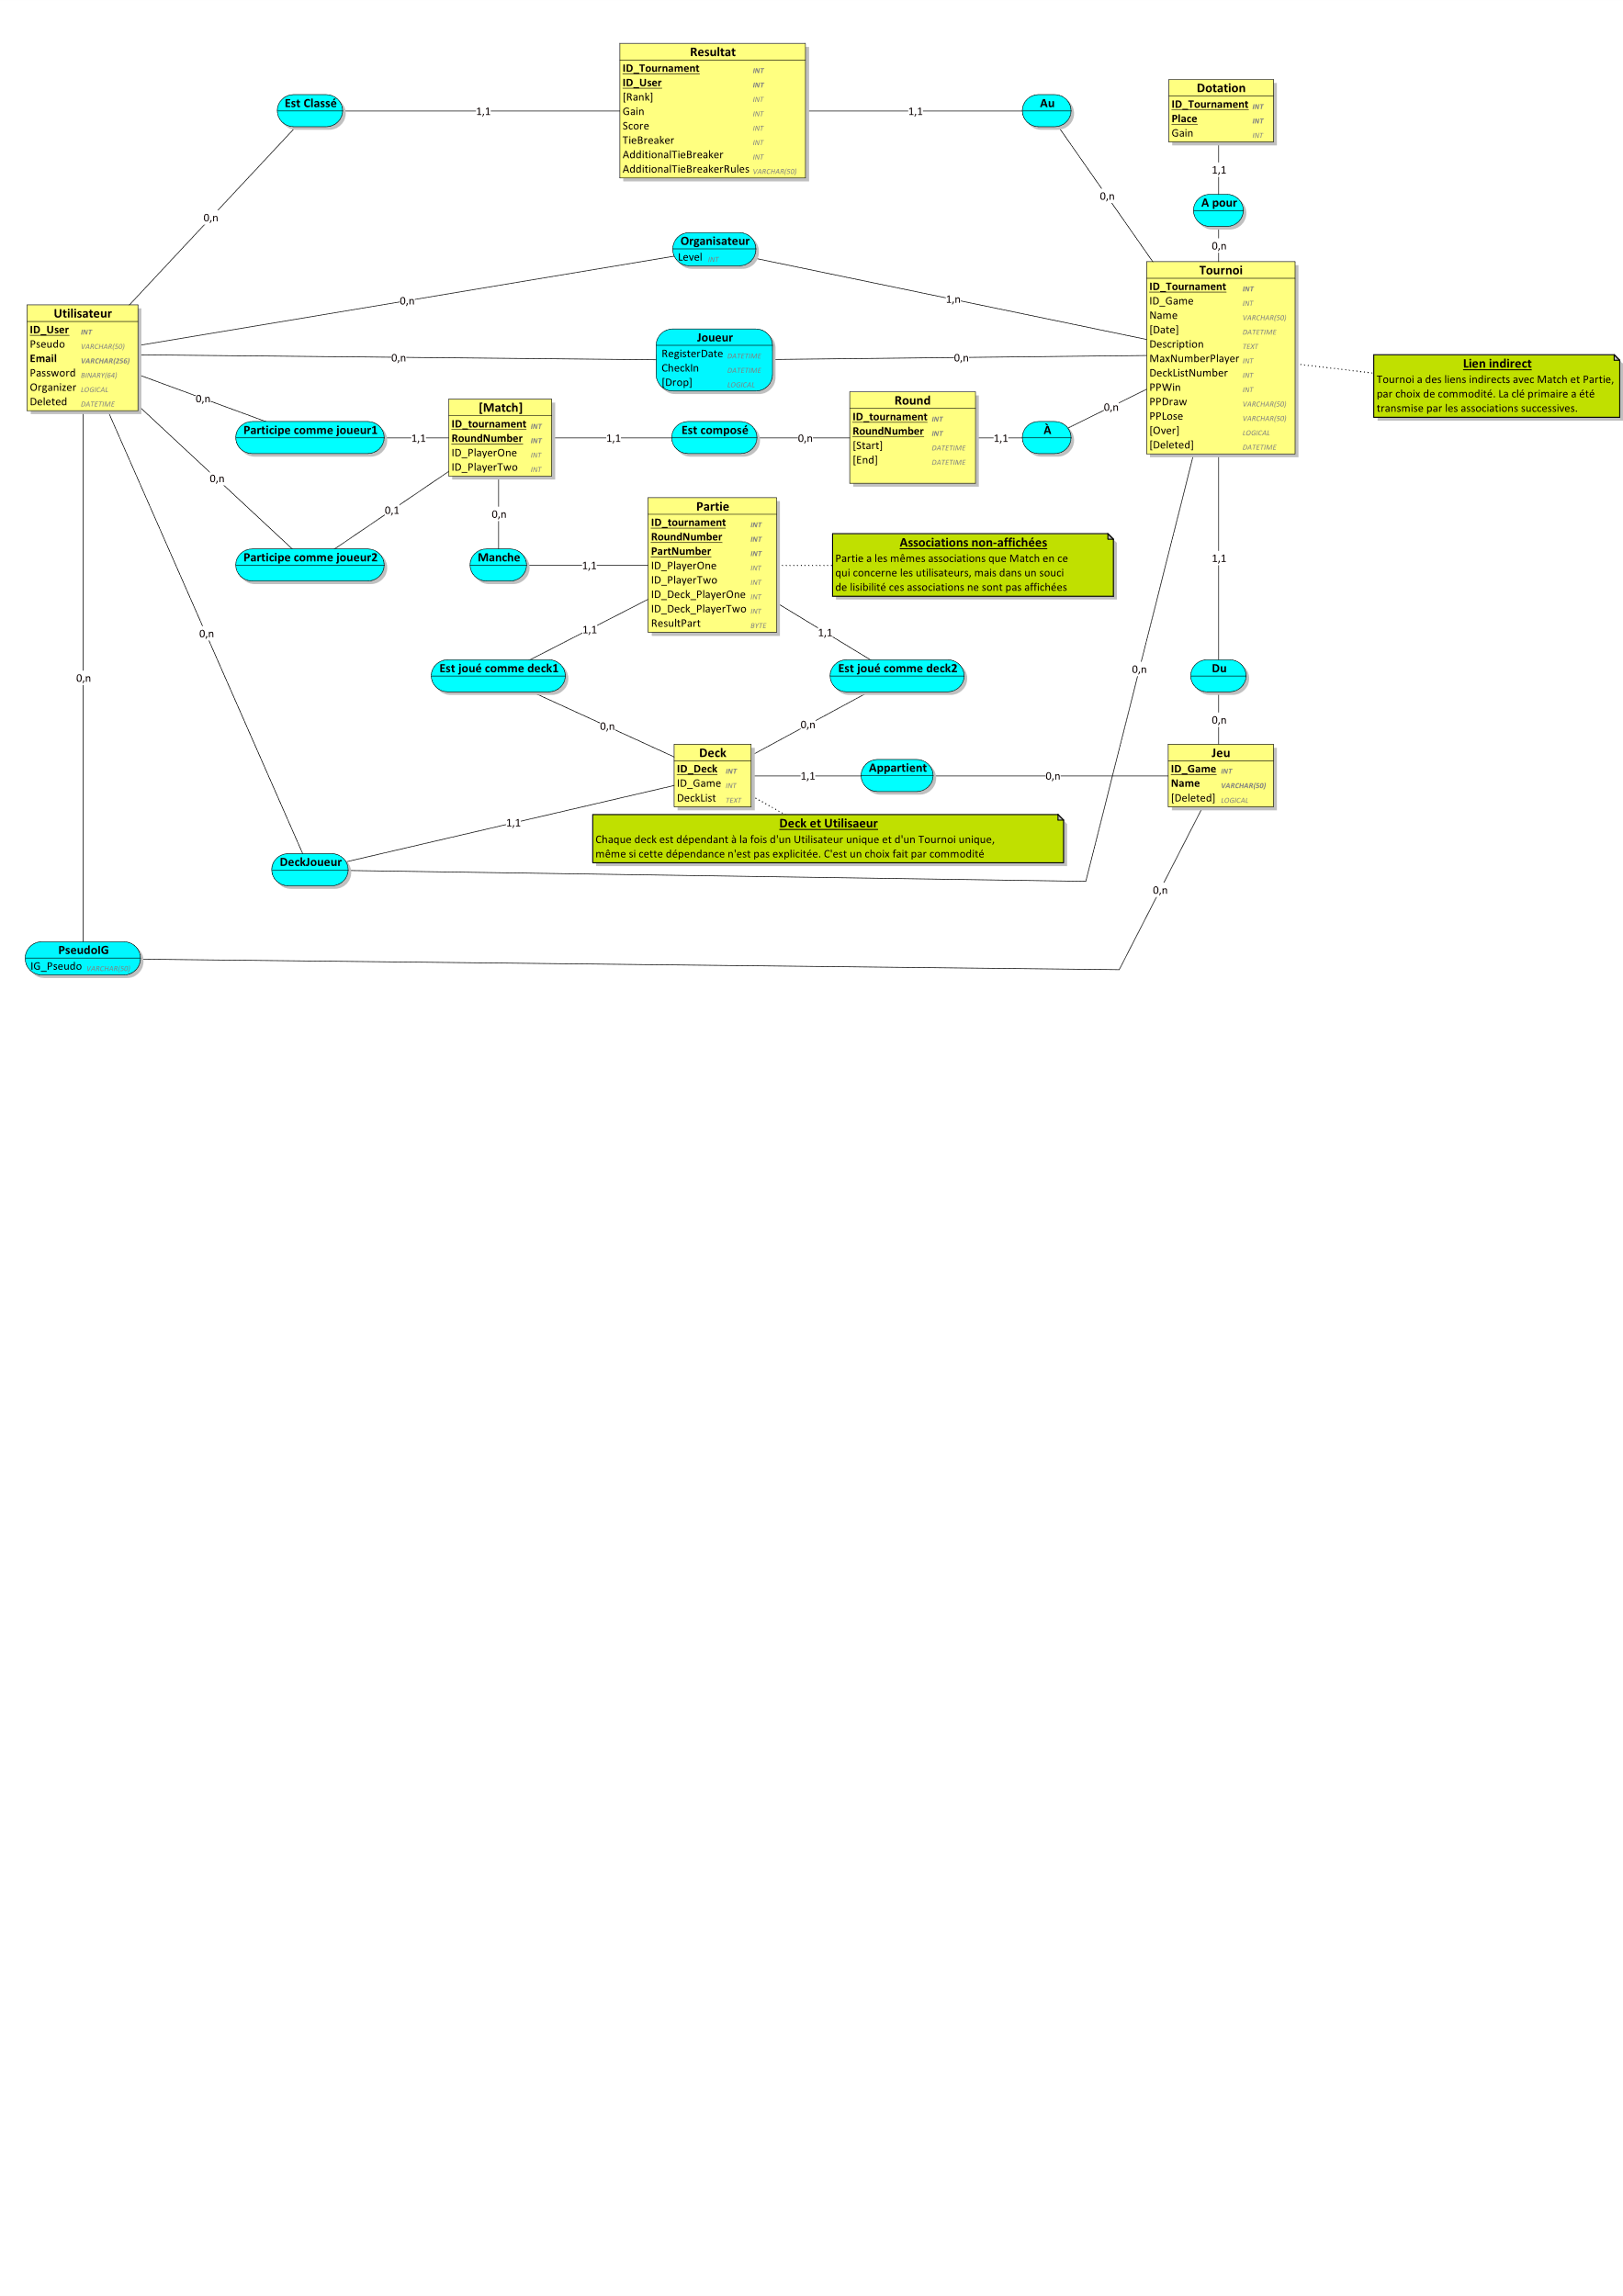 Resultat
ID_Tournament INT
ID_User INT
[Rank] INT
Gain INT
Score INT
TieBreaker INT
AdditionalTieBreaker INT
AdditionalTieBreakerRules VARCHAR(50)
Est Classé
1,1
1,1
Au
0,n
0,n
Dotation
ID_Tournament INT
Place INT
Gain INT
1,1
A pour
0,n
Organisateur
Level INT
0,n
1,n
Utilisateur
ID_User INT
Pseudo VARCHAR(50)
Email VARCHAR(256)
Password BINARY(64)
Organizer LOGICAL
Deleted DATETIME
Joueur
RegisterDate DATETIME
CheckIn DATETIME
[Drop] LOGICAL
0,n
0,n
Tournoi
ID_Tournament INT
ID_Game INT
Name VARCHAR(50)
[Date] DATETIME
Description TEXT
MaxNumberPlayer INT
DeckListNumber INT
PPWin INT
PPDraw VARCHAR(50)
PPLose VARCHAR(50)
[Over] LOGICAL
[Deleted] DATETIME
Lien indirect
Tournoi a des liens indirects avec Match et Partie,
par choix de commodité. La clé primaire a été
transmise par les associations successives.
0,n
Participe comme joueur1
1,1
[Match]
ID_tournament INT
RoundNumber INT
ID_PlayerOne INT
ID_PlayerTwo INT
1,1
Est composé
0,n
Round
ID_tournament INT
RoundNumber INT
[Start] DATETIME
[End] DATETIME
1,1
À
0,n
0,n
0,1
Participe comme joueur2
0,n
Manche
1,1
Partie
ID_tournament INT
RoundNumber INT
PartNumber INT
ID_PlayerOne INT
ID_PlayerTwo INT
ID_Deck_PlayerOne INT
ID_Deck_PlayerTwo INT
ResultPart BYTE
Associations non-affichées
Partie a les mêmes associations que Match en ce
qui concerne les utilisateurs, mais dans un souci
de lisibilité ces associations ne sont pas affichées
1,1
0,n
1,1
1,1
Est joué comme deck1
Est joué comme deck2
0,n
Du
0,n
0,n
0,n
0,n
0,n
Deck
ID_Deck INT
ID_Game INT
DeckList TEXT
1,1
Appartient
0,n
Jeu
ID_Game INT
Name VARCHAR(50)
[Deleted] LOGICAL
Deck et Utilisaeur
Chaque deck est dépendant à la fois d'un Utilisateur unique et d'un Tournoi unique,
même si cette dépendance n'est pas explicitée. C'est un choix fait par commodité
1,1
DeckJoueur
0,n
PseudoIG
IG_Pseudo VARCHAR(50)